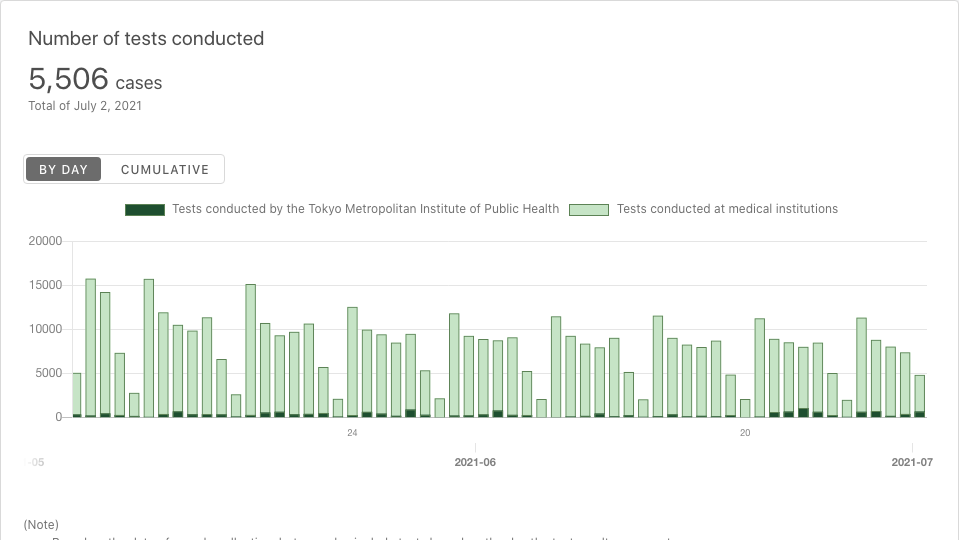 Number of tests conducted
5,506 cases
Total of July 2, 2021
BY DAY CUMULATIVE
Tests conducted by the Tokyo Metropolitan Institute of Public Health Tests conducted at medical institutions
20000
15000
10000
5000
0
24 20
-05 2021-06 2021-07
(Note)